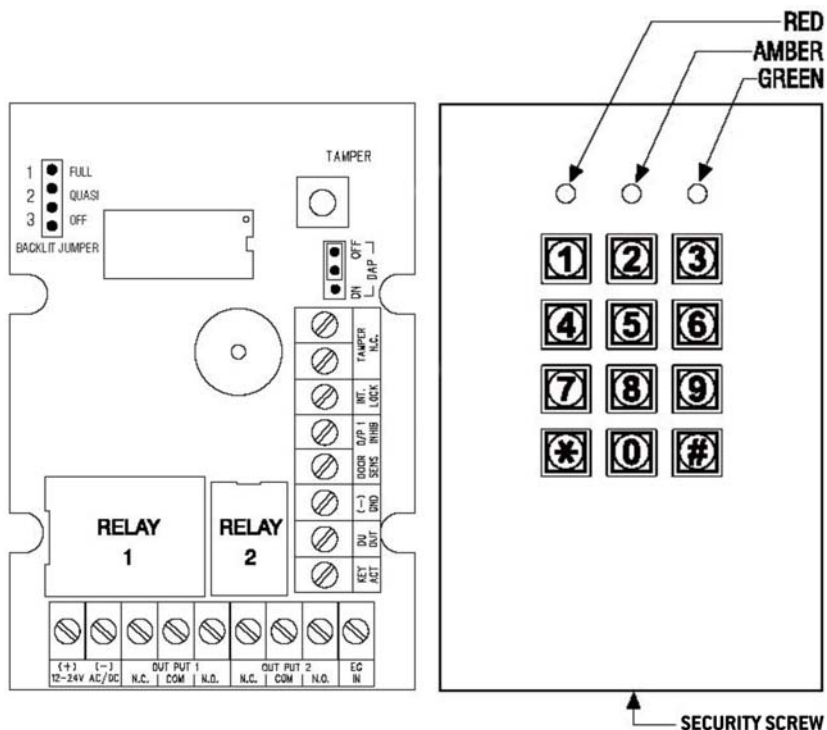 RED
AMBER
GREEN
TAMPER
1 FULL
2 QUASI
3 OFF
BACKLIT JUMPER
OFF
DAP
ON
TAMPER
N.C.
INT.
LOCK
O/P 1
INHIB
DOOR
SENS
(-)
GND
DU
OUT
KEY
ACT
RELAY
1
RELAY
2
(+)
12-24V
(-)
AC/DC
OUT PUT 1
N.C. COM N.O.
OUT PUT 2
N.C. COM N.O.
EG
IN
1 2 3
4 5 6
7 8 9
* 0 #
SECURITY SCREW